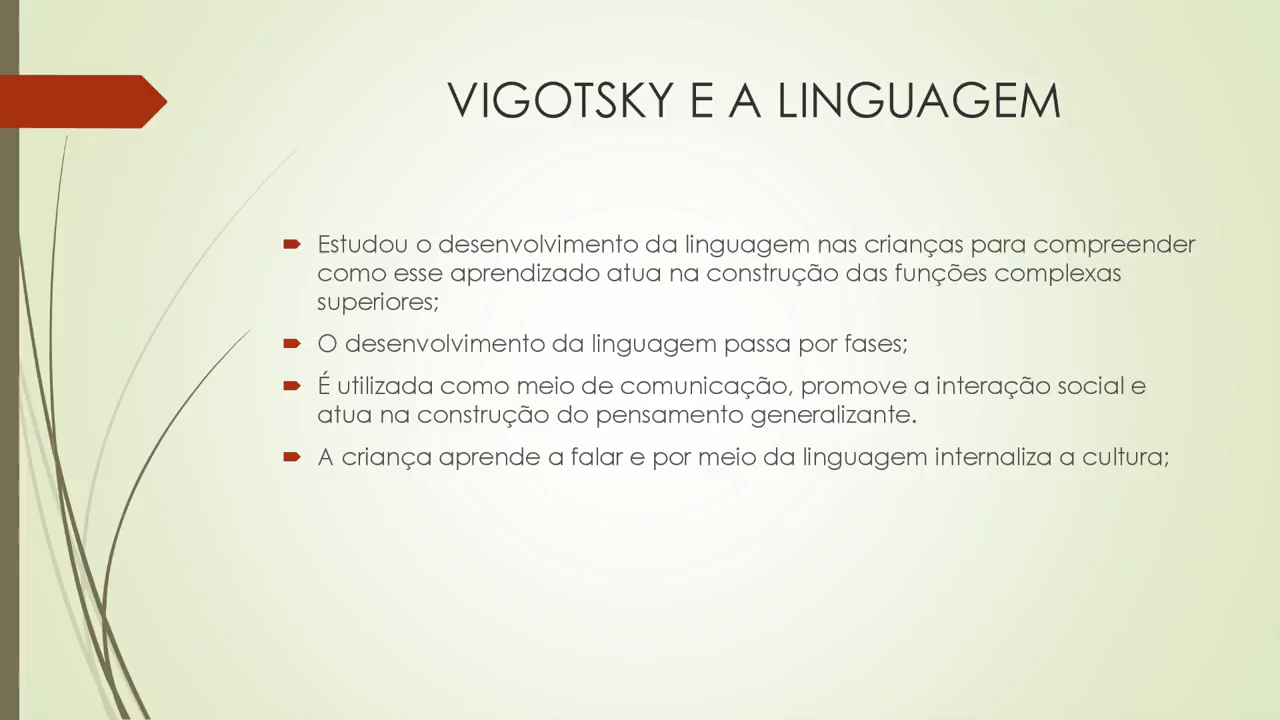 VIGOTSKY E A LINGUAGEM
Estudou o desenvolvimento da linguagem nas crianças para compreender
como esse aprendizado atua na construção das funções complexas
superiores;
O desenvolvimento da linguagem passa por fases;
É utilizada como meio de comunicação, promove a interação social e
atua na construção do pensamento generalizante.
A criança aprende a falar e por meio da linguagem internaliza a cultura;